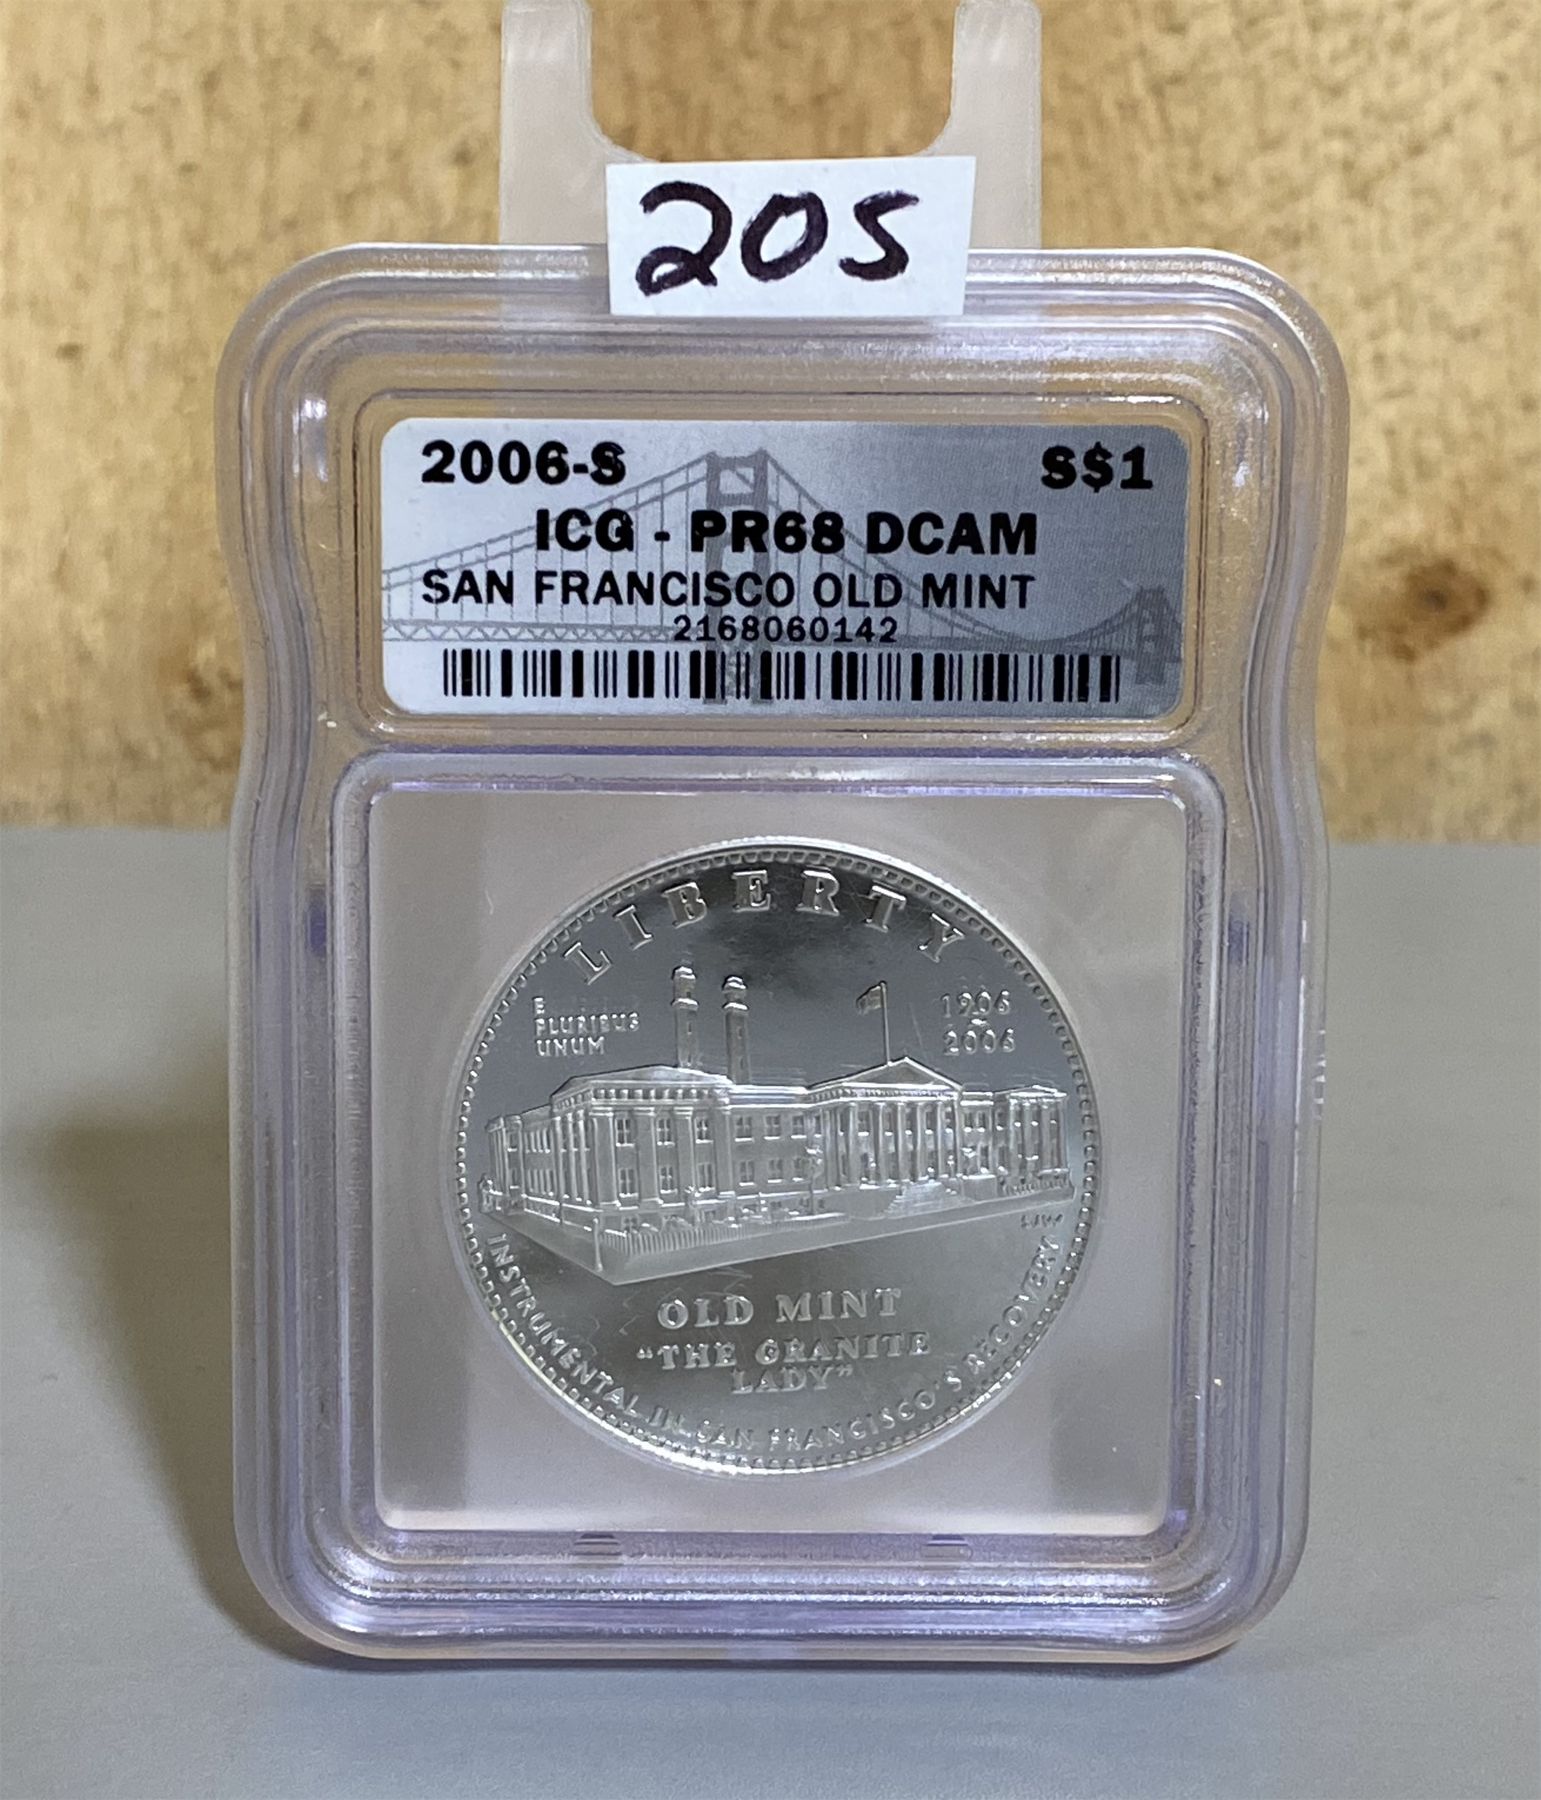 205
2006-S S$1
ICG - PR68 DCAM
SAN FRANCISCO OLD MINT
2168060142
LIBERTY
E
PLURIBUS
UNUM
1906
2006
SJW
OLD MINT
"THE GRANITE
LADY"
INSTRUMENTAL IN SAN FRANCISCO'S RECOVERY